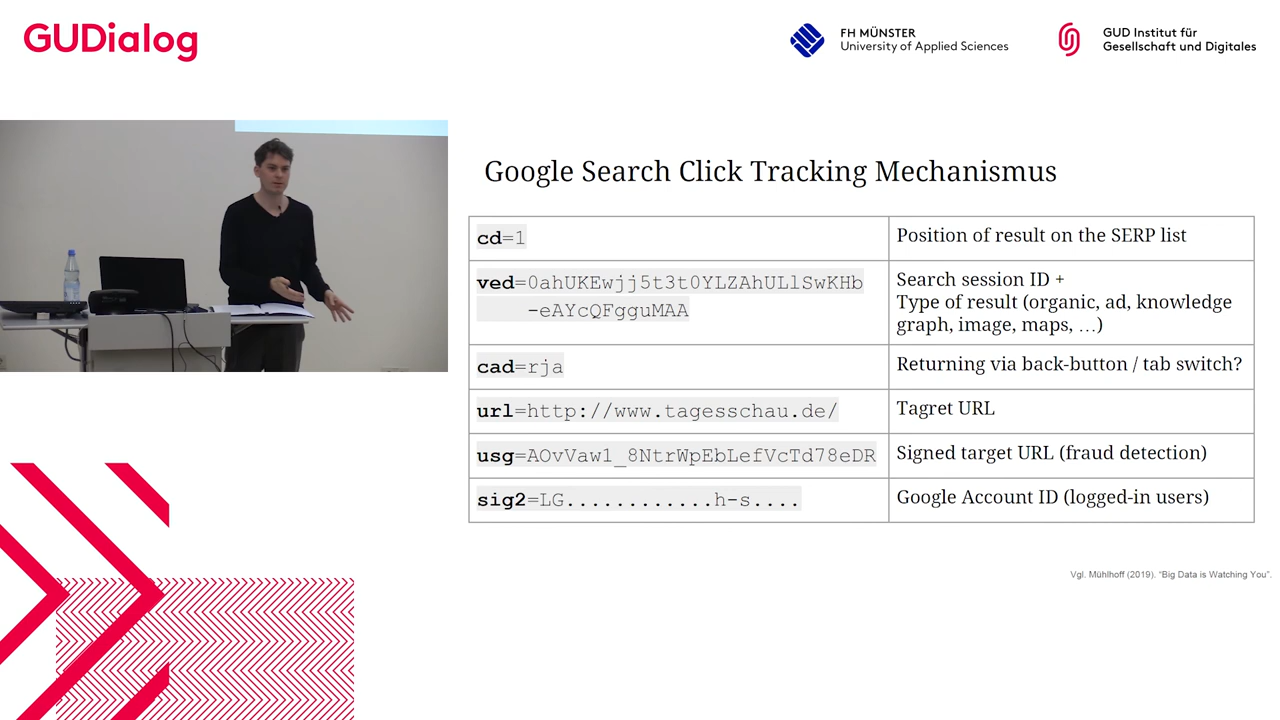 GUDialog
FH MÜNSTER
University of Applied Sciences
GUD Institut für
Gesellschaft und Digitales
Google Search Click Tracking Mechanismus
cd=1
Position of result on the SERP list
ved=0ahUKEwjj5t3t0YLZAhULlSwKHb
-eAYcQFgguMAA
Search session ID +
Type of result (organic, ad, knowledge
graph, image, maps, …)
cad=rja
Returning via back-button / tab switch?
url=http://www.tagesschau.de/
Tagret URL
usg=AOvVaw1_8NtrWpEbLefVcTd78eDR
Signed target URL (fraud detection)
sig2=LG............h-s....
Google Account ID (logged-in users)
Vgl. Mühlhoff (2019). "Big Data is Watching You".